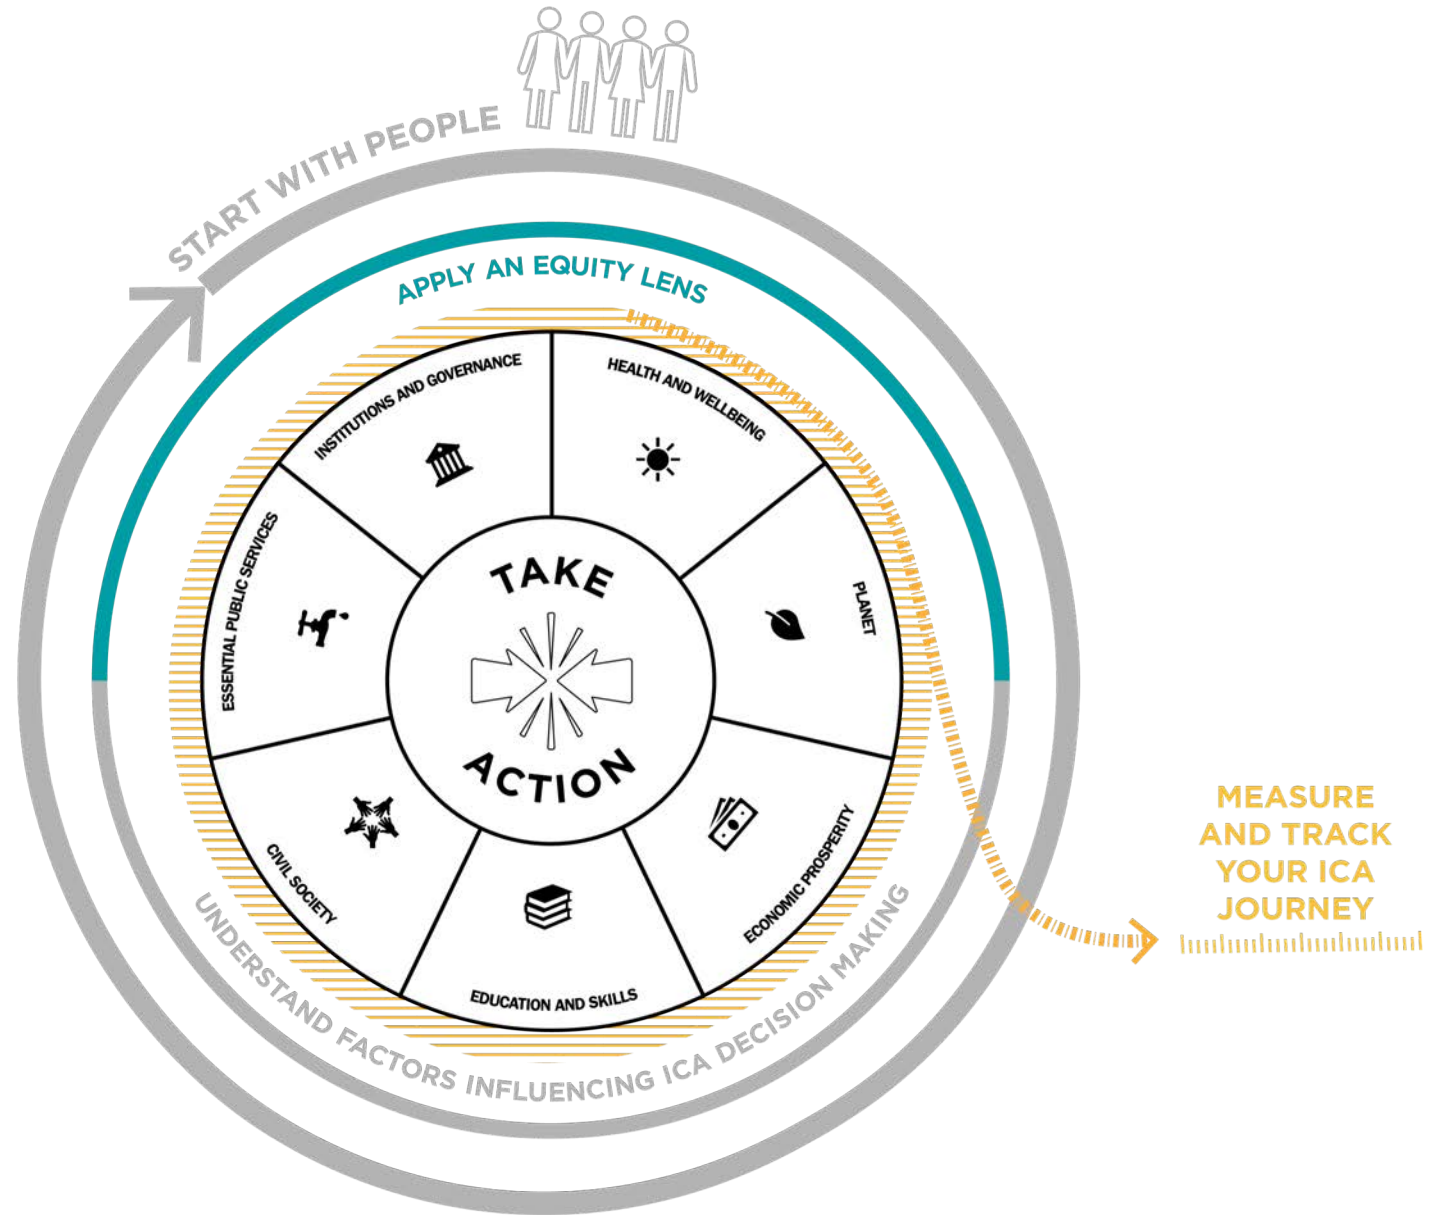 START WITH PEOPLE
APPLY AN EQUITY LENS
INSTITUTIONS AND GOVERNANCE
HEALTH AND WELLBEING
ESSENTIAL PUBLIC SERVICES
PLANET
TAKE
ACTION
CIVIL SOCIETY
ECONOMIC PROSPERITY
EDUCATION AND SKILLS
UNDERSTAND FACTORS INFLUENCING ICA DECISION MAKING
MEASURE
AND TRACK
YOUR ICA
JOURNEY